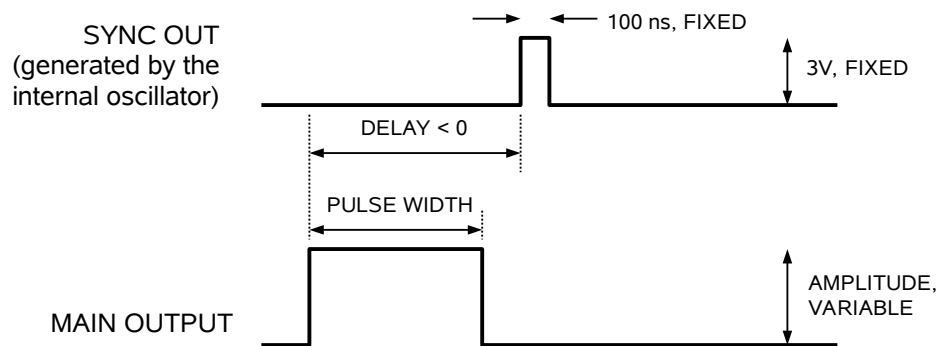 100 ns, FIXED
SYNC OUT
(generated by the
internal oscillator)
3V, FIXED
DELAY < 0
PULSE WIDTH
AMPLITUDE,
VARIABLE
MAIN OUTPUT